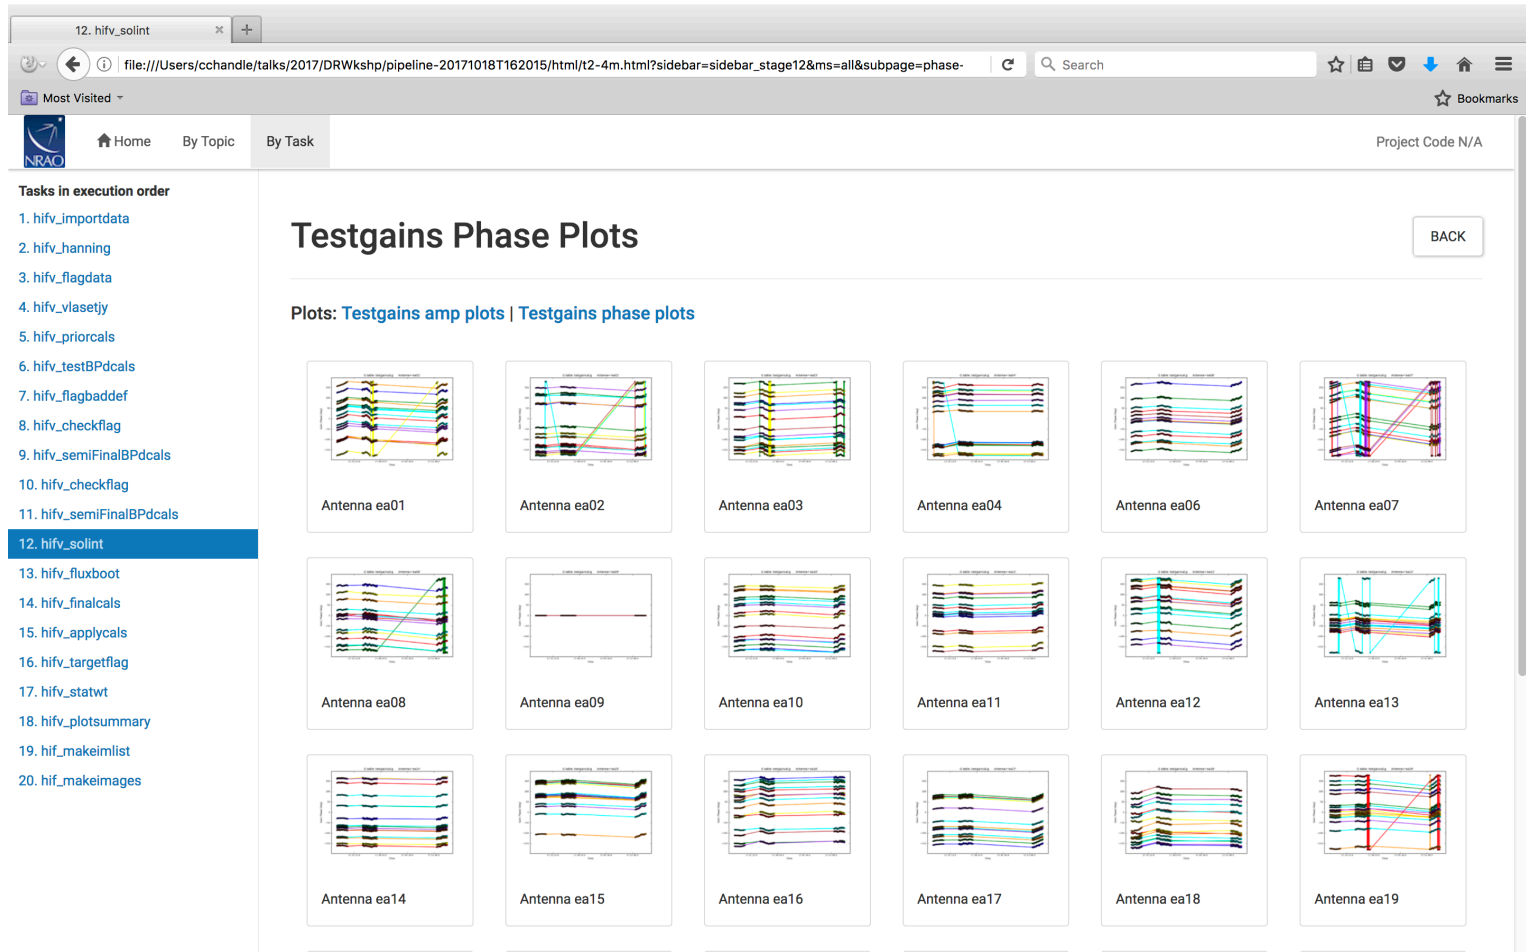 12. hifv_solint
file:///Users/cchandle/talks/2017/DRWkshp/pipeline-20171018T162015/html/t2-4m.html?sidebar=sidebar_stage12&ms=all&subpage=phase-
Search
Most Visited
Bookmarks
NRAO
Home
By Topic
By Task
Project Code N/A
Tasks in execution order
1. hifv_importdata
2. hifv_hanning
3. hifv_flagdata
4. hifv_vlasetjy
5. hifv_priorcals
6. hifv_testBPdcals
7. hifv_flagbaddef
8. hifv_checkflag
9. hifv_semiFinalBPdcals
10. hifv_checkflag
11. hifv_semiFinalBPdcals
12. hifv_solint
13. hifv_fluxboot
14. hifv_finalcals
15. hifv_applycals
16. hifv_targetflag
17. hifv_statwt
18. hifv_plotsummary
19. hif_makeimlist
20. hif_makeimages
Testgains Phase Plots
BACK
Plots: Testgains amp plots | Testgains phase plots
Antenna ea01
Antenna ea02
Antenna ea03
Antenna ea04
Antenna ea06
Antenna ea07
Antenna ea08
Antenna ea09
Antenna ea10
Antenna ea11
Antenna ea12
Antenna ea13
Antenna ea14
Antenna ea15
Antenna ea16
Antenna ea17
Antenna ea18
Antenna ea19